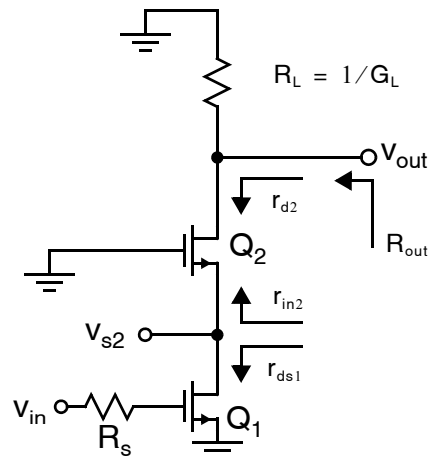 R_L = 1/G_L
v_out
r_d2
R_out
Q_2
r_in2
v_s2
r_ds1
v_in
R_s
Q_1